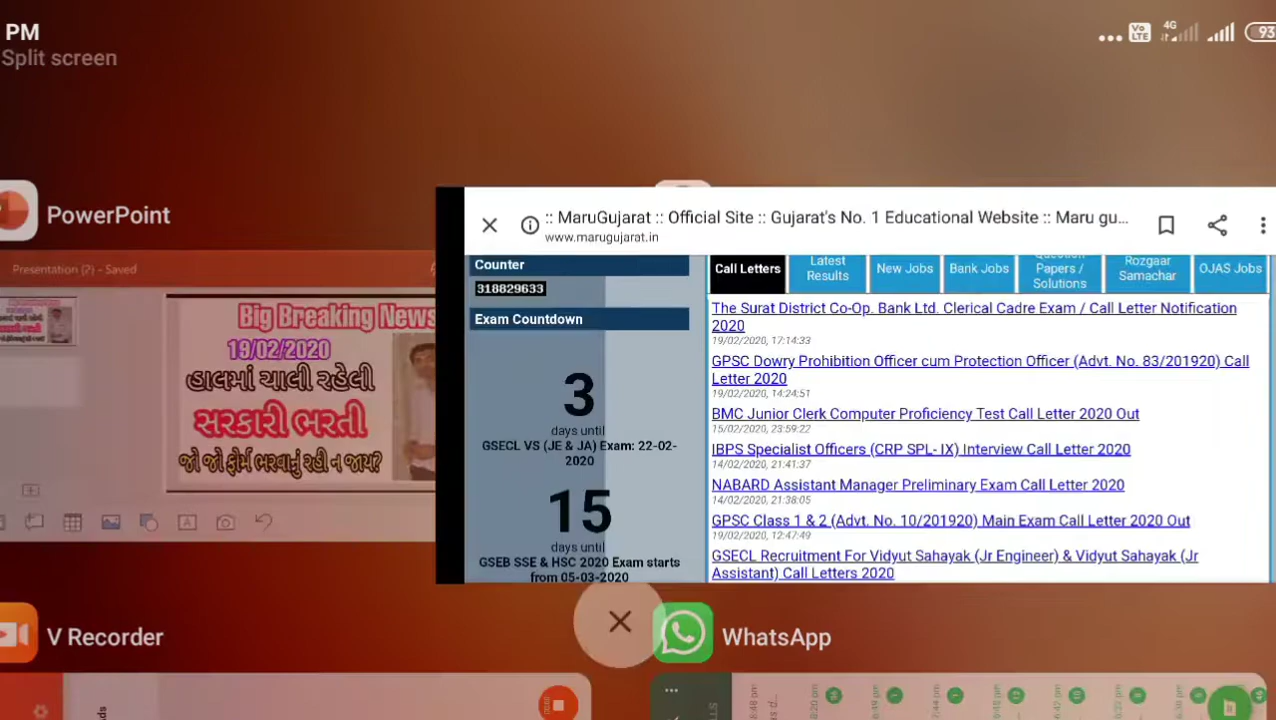 PM
4G
Vo LTE
93
Split screen
PowerPoint
Presentation (2) - Saved
Big Breaking News
19/02/2020
હાલમાં ચાલી રહેલી
સરકારી ભરતી
જો જો ફોર્મ ભરવાનું રહી ન જાય?
:: MaruGujarat :: Official Site :: Gujarat's No. 1 Educational Website :: Maru gu...
www.marugujarat.in
Counter
318829633
Exam Countdown
3
days until
GSECL VS (JE & JA) Exam: 22-02-
2020
15
days until
GSEB SSE & HSC 2020 Exam starts
from 05-03-2020
Call Letters
Latest
Results
New Jobs
Bank Jobs
Question
Papers /
Solutions
Rozgaar
Samachar
OJAS Jobs
The Surat District Co-Op. Bank Ltd. Clerical Cadre Exam / Call Letter Notification
2020
19/02/2020, 17:14:33
GPSC Dowry Prohibition Officer cum Protection Officer (Advt. No. 83/201920) Call
Letter 2020
19/02/2020, 14:24:51
BMC Junior Clerk Computer Proficiency Test Call Letter 2020 Out
15/02/2020, 23:59:22
IBPS Specialist Officers (CRP SPL- IX) Interview Call Letter 2020
14/02/2020, 21:41:37
NABARD Assistant Manager Preliminary Exam Call Letter 2020
14/02/2020, 21:38:05
GPSC Class 1 & 2 (Advt. No. 10/201920) Main Exam Call Letter 2020 Out
19/02/2020, 12:47:49
GSECL Recruitment For Vidyut Sahayak (Jr Engineer) & Vidyut Sahayak (Jr
Assistant) Call Letters 2020
V Recorder
WhatsApp